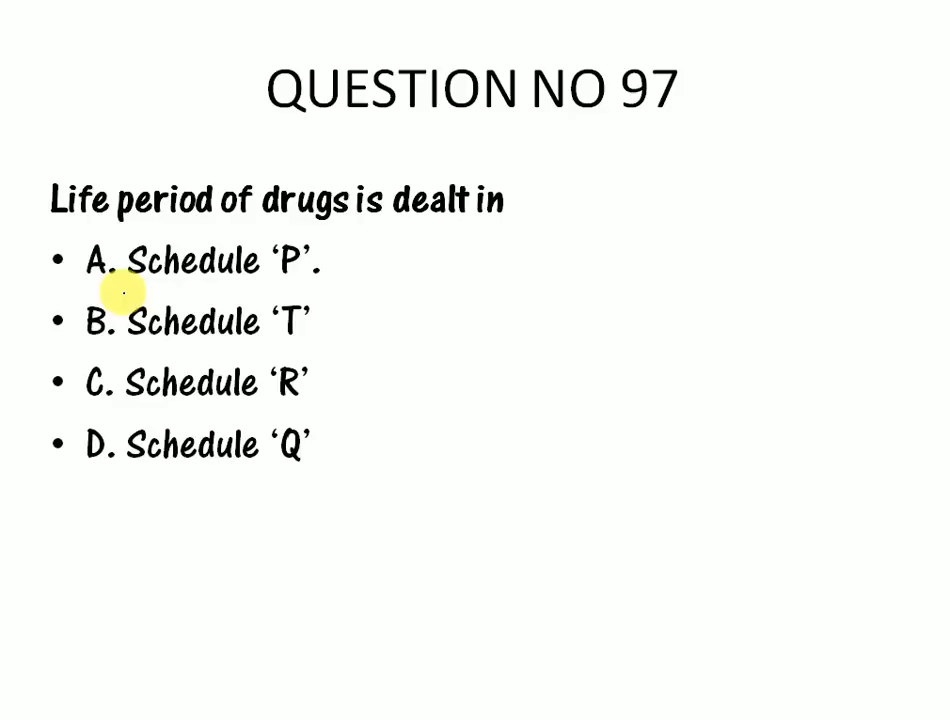 QUESTION NO 97
Life period of drugs is dealt in
• A. Schedule ‘P’.
• B. Schedule ‘T’
• C. Schedule ‘R’
• D. Schedule ‘Q’